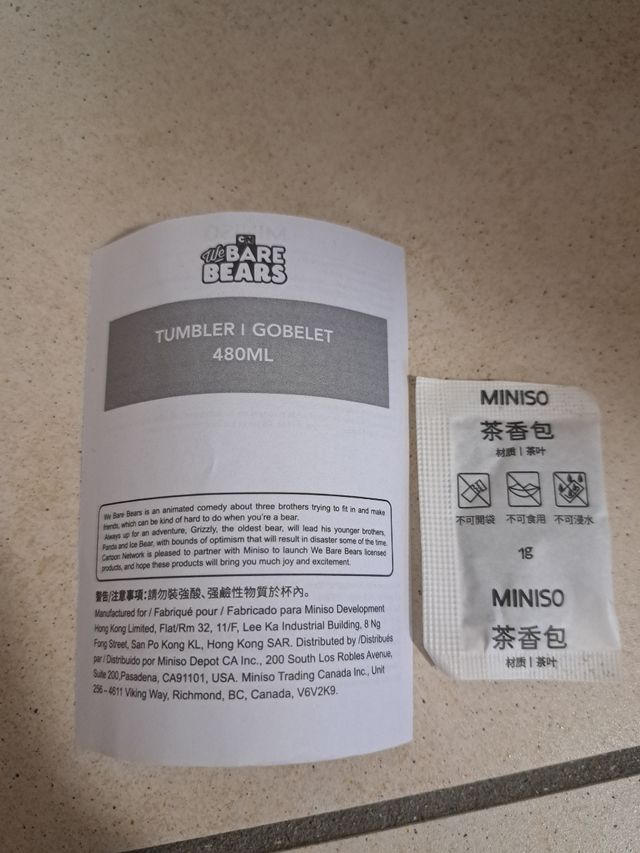 CN
We BARE
BEARS
TUMBLER | GOBELET
480ML
We Bare Bears is an animated comedy about three brothers trying to fit in and make
friends, which can be kind of hard to do when you're a bear.
Always up for an adventure, Grizzly, the oldest bear, will lead his younger brothers,
Panda and Ice Bear, with bounds of optimism that will result in disaster some of the time.
Cartoon Network is pleased to partner with Miniso to launch We Bare Bears licensed
products, and hope these products will bring you much joy and excitement.
警告/注意事項:請勿裝強酸、强鹼性物質於杯內。
Manufactured for / Fabriqué pour / Fabricado para Miniso Development
Hong Kong Limited, Flat/Rm 32, 11/F, Lee Ka Industrial Building, 8 Ng
Fong Street, San Po Kong KL, Hong Kong SAR. Distributed by /Distribués
par / Distribuido por Miniso Depot CA Inc., 200 South Los Robles Avenue,
Suite 200,Pasadena, CA91101, USA. Miniso Trading Canada Inc., Unit
256-4611 Viking Way, Richmond, BC, Canada, V6V2K9.
MINISO
茶香包
材质 | 茶叶
不可開袋 不可食用 不可浸水
1g
MINISO
茶香包
材质 | 茶叶